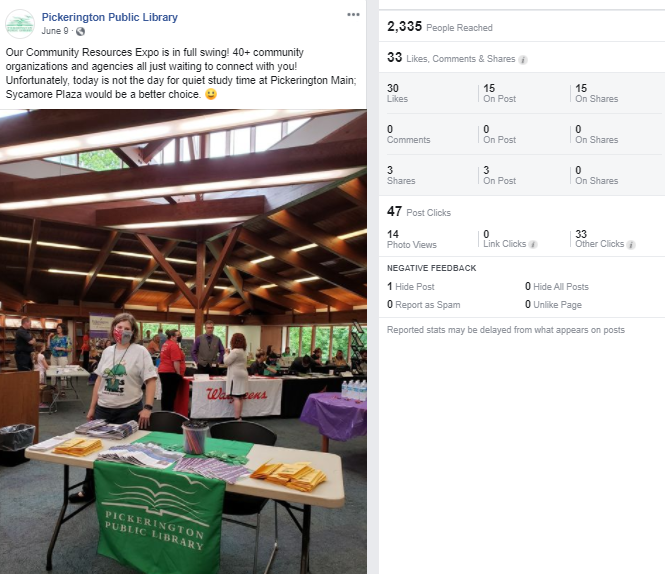 Pickerington Public Library
June 9 ·
Our Community Resources Expo is in full swing! 40+ community
organizations and agencies all just waiting to connect with you!
Unfortunately, today is not the day for quiet study time at Pickerington Main;
Sycamore Plaza would be a better choice. 😉
Walgreens
PICKERINGTON
PUBLIC LIBRARY
2,335 People Reached
33 Likes, Comments & Shares
30 15 15
Likes On Post On Shares
0 0 0
Comments On Post On Shares
3 3 0
Shares On Post On Shares
47 Post Clicks
14 0 33
Photo Views Link Clicks Other Clicks
NEGATIVE FEEDBACK
1 Hide Post 0 Hide All Posts
0 Report as Spam 0 Unlike Page
Reported stats may be delayed from what appears on posts